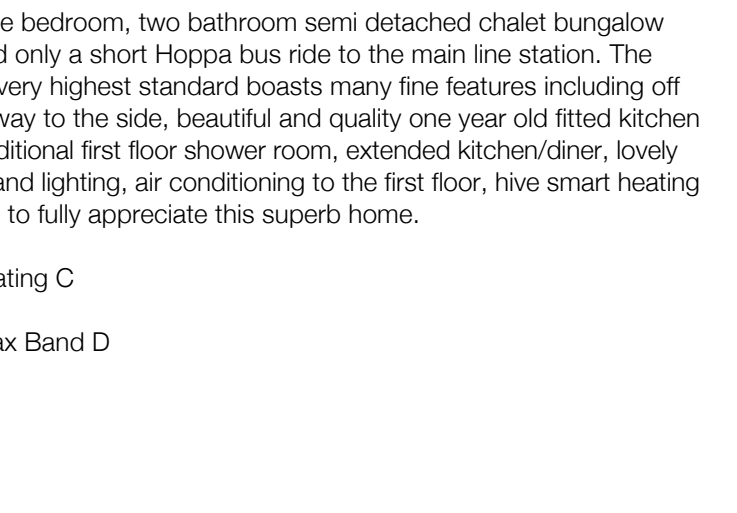 e bedroom, two bathroom semi detached chalet bungalow
d only a short Hoppa bus ride to the main line station. The
very highest standard boasts many fine features including off
way to the side, beautiful and quality one year old fitted kitchen
ditional first floor shower room, extended kitchen/diner, lovely
and lighting, air conditioning to the first floor, hive smart heating
to fully appreciate this superb home.
ating C
ax Band D